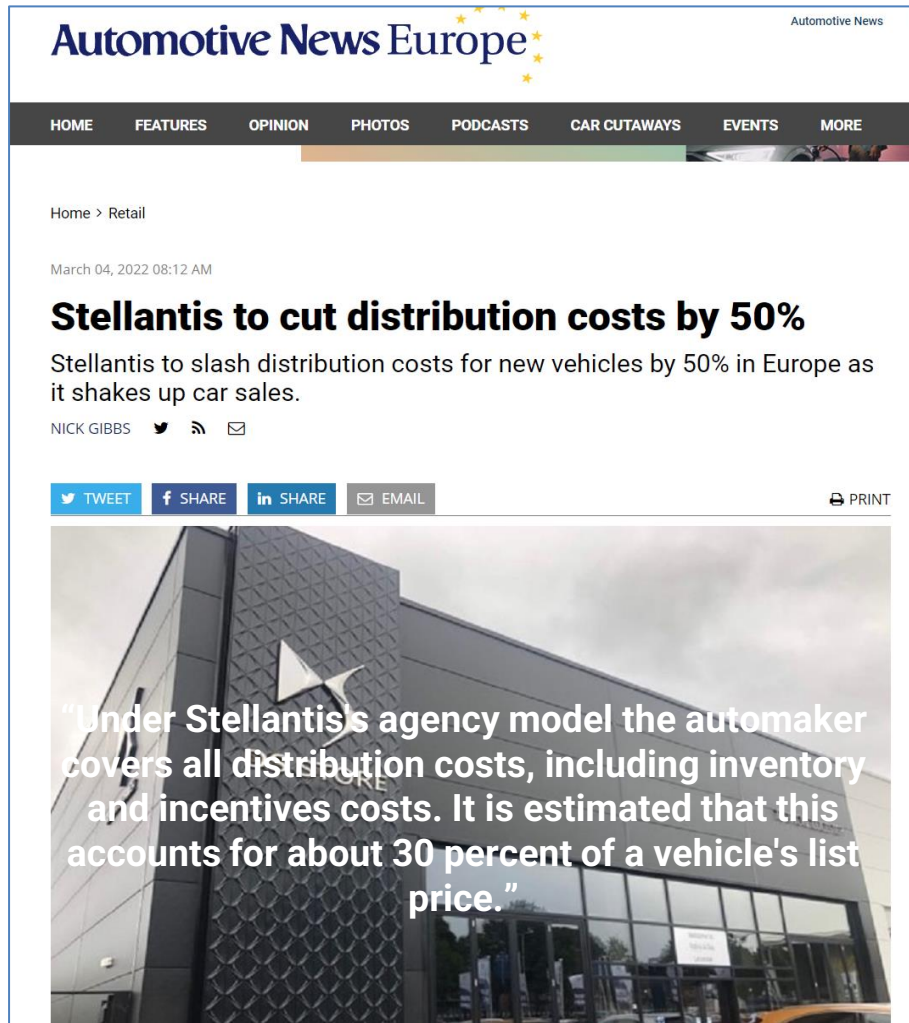 Automotive News Europe
Automotive News
HOME FEATURES OPINION PHOTOS PODCASTS CAR CUTAWAYS EVENTS MORE
Home > Retail
March 04, 2022 08:12 AM
Stellantis to cut distribution costs by 50%
Stellantis to slash distribution costs for new vehicles by 50% in Europe as
it shakes up car sales.
NICK GIBBS
TWEET SHARE in SHARE EMAIL PRINT
“Under Stellantis's agency model the automaker
covers all distribution costs, including inventory
and incentives costs. It is estimated that this
accounts for about 30 percent of a vehicle's list
price.”
DS STORE